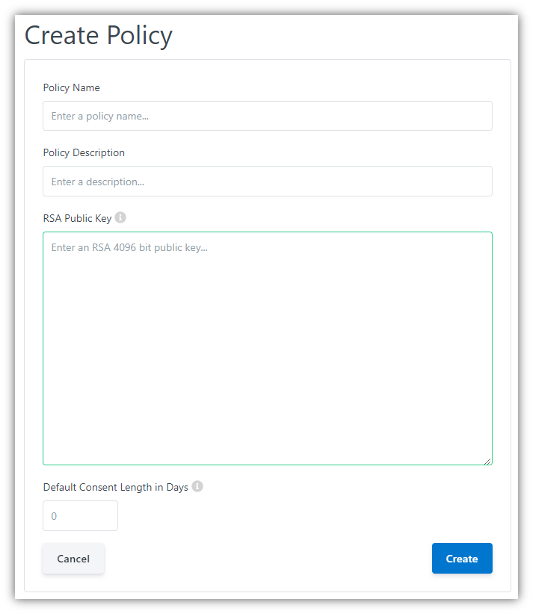 Create Policy
Policy Name
Enter a policy name...
Policy Description
Enter a description...
RSA Public Key
Enter an RSA 4096 bit public key...
Default Consent Length in Days
0
Cancel
Create